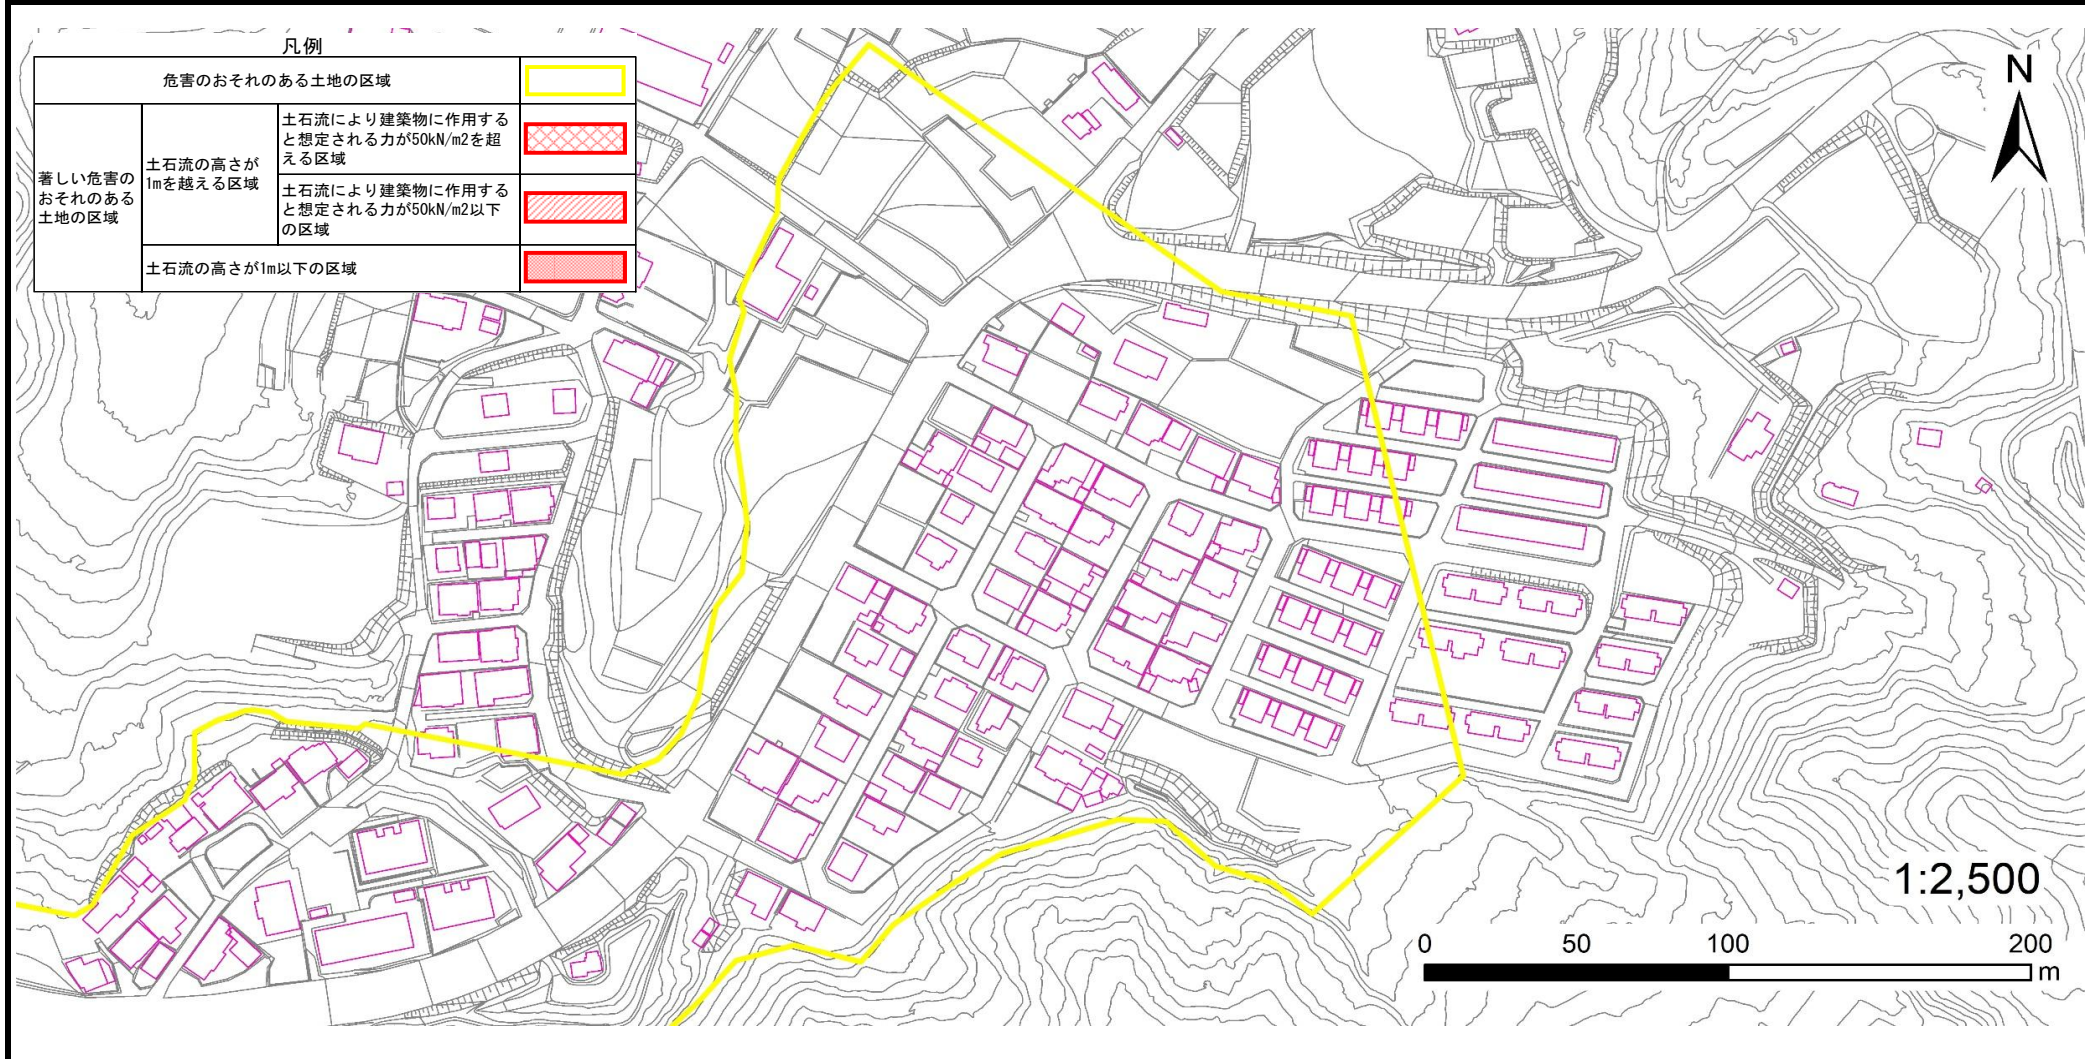 凡例
危害のおそれのある土地の区域
著しい危害の
おそれのある
土地の区域
土石流の高さが
1mを越える区域
土石流により建築物に作用する
と想定される力が50kN/m2を超
える区域
土石流により建築物に作用する
と想定される力が50kN/m2以下
の区域
土石流の高さが1m以下の区域
N
1:2,500
0 50 100 200
m